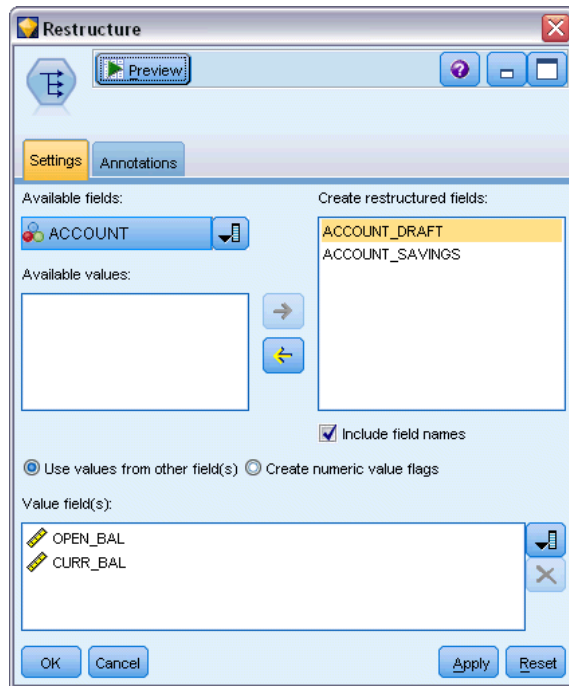 Restructure
Preview
Settings Annotations
Available fields:
ACCOUNT
Available values:
Create restructured fields:
ACCOUNT_DRAFT
ACCOUNT_SAVINGS
Include field names
Use values from other field(s) Create numeric value flags
Value field(s):
OPEN_BAL
CURR_BAL
OK Cancel Apply Reset